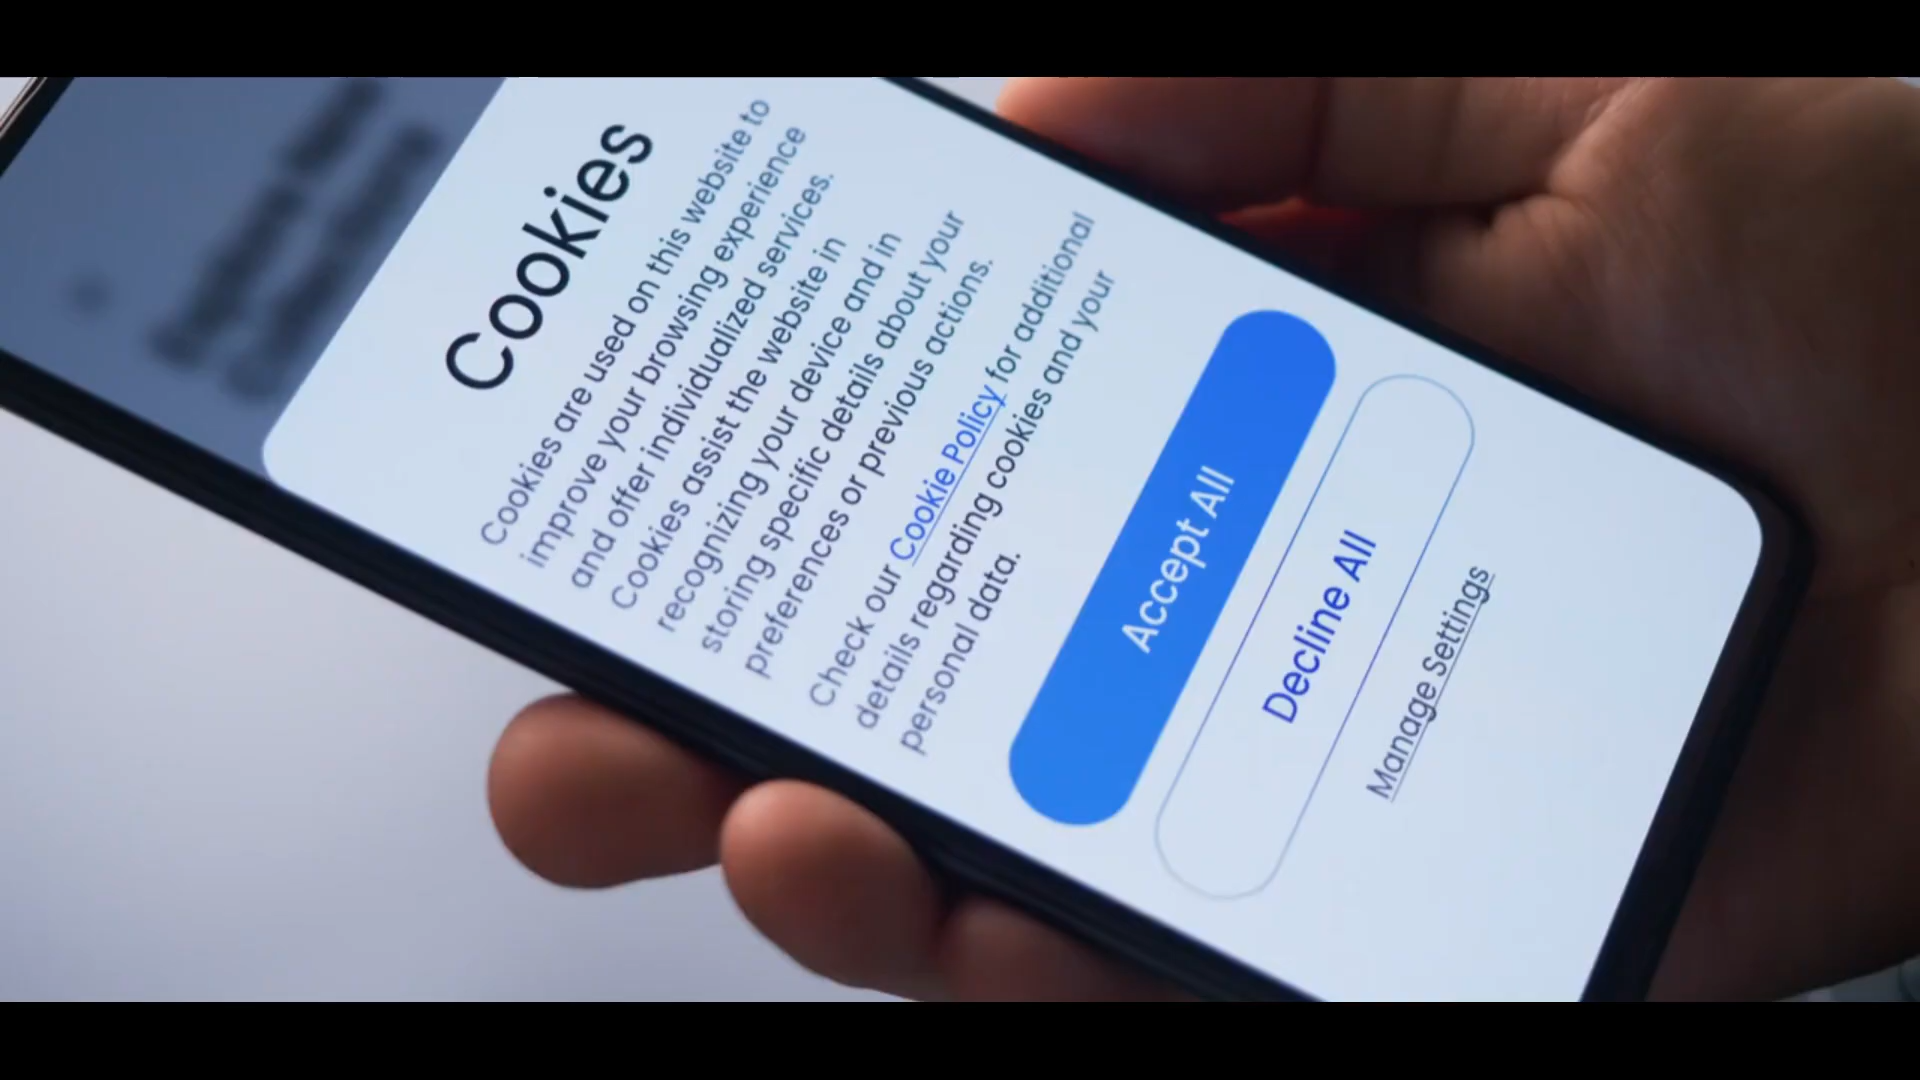 Cookies
Cookies are used on this website to
improve your browsing experience
and offer individualized services.
Cookies assist the website in
recognizing your device and in
storing specific details about your
preferences or previous actions.
Check our Cookie Policy for additional
details regarding cookies and your
personal data.
Accept All
Decline All
Manage Settings